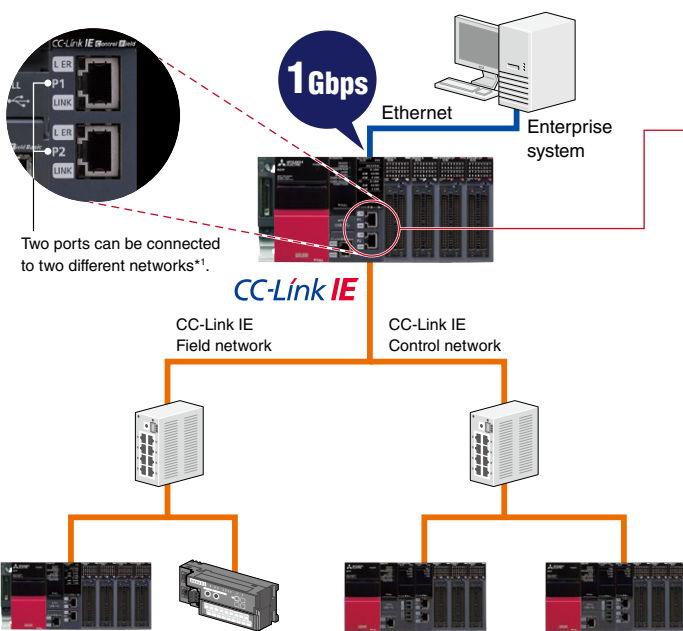 CC-Link IE Control Field
L ER
P1
LINK
L ER
P2
LINK
1Gbps
Ethernet
Enterprise
system
Two ports can be connected
to two different networks*1.
CC-Link IE
CC-Link IE
Field network
CC-Link IE
Control network